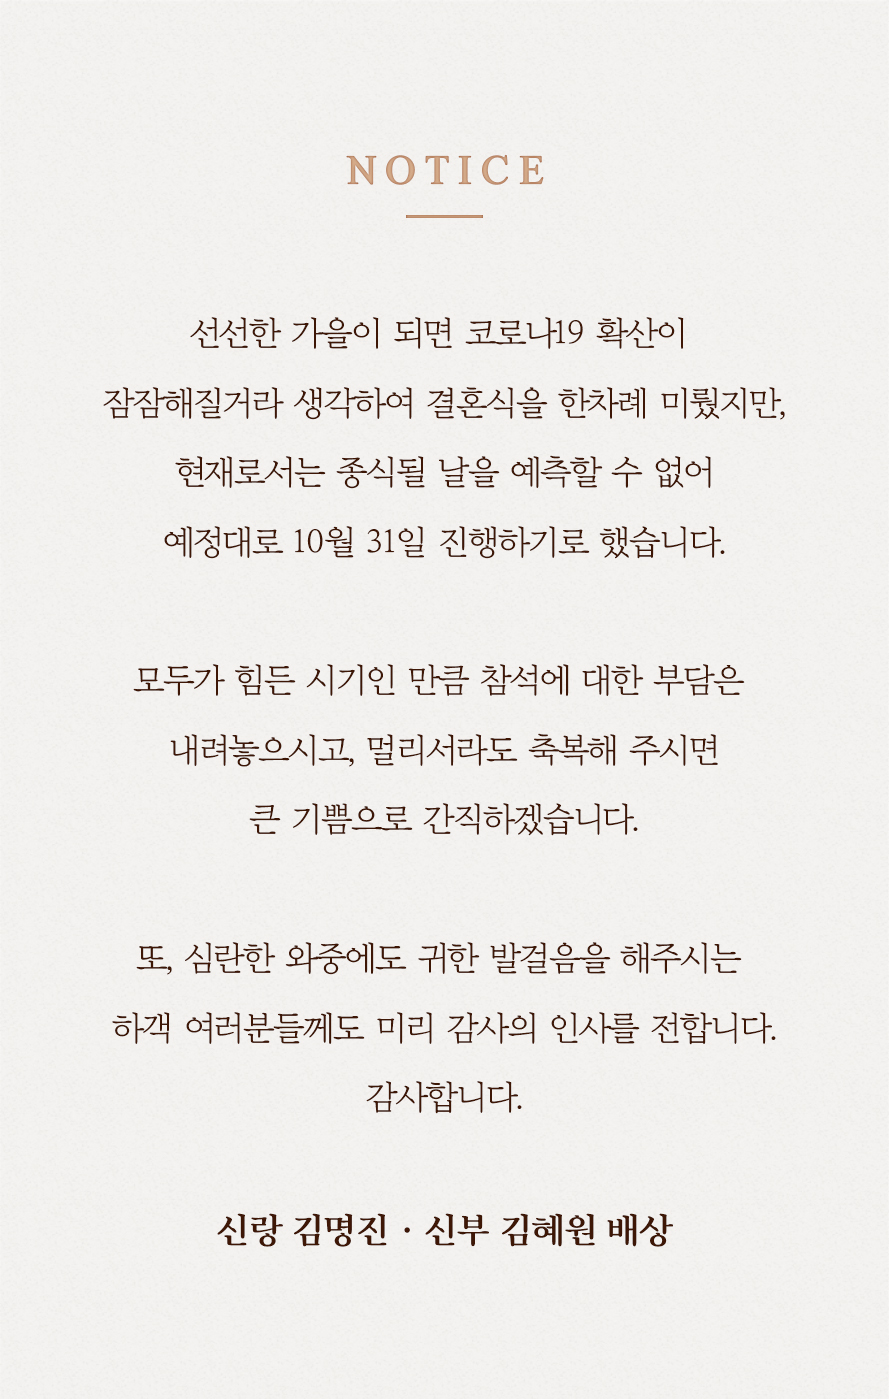 NOTICE
선선한 가을이 되면 코로나19 확산이
잠잠해질거라 생각하여 결혼식을 한차례 미뤘지만,
현재로서는 종식될 날을 예측할 수 없어
예정대로 10월 31일 진행하기로 했습니다.
모두가 힘든 시기인 만큼 참석에 대한 부담은
내려놓으시고, 멀리서라도 축복해 주시면
큰 기쁨으로 간직하겠습니다.
또, 심란한 와중에도 귀한 발걸음을 해주시는
하객 여러분들께도 미리 감사의 인사를 전합니다.
감사합니다.
신랑 김명진 · 신부 김혜원 배상